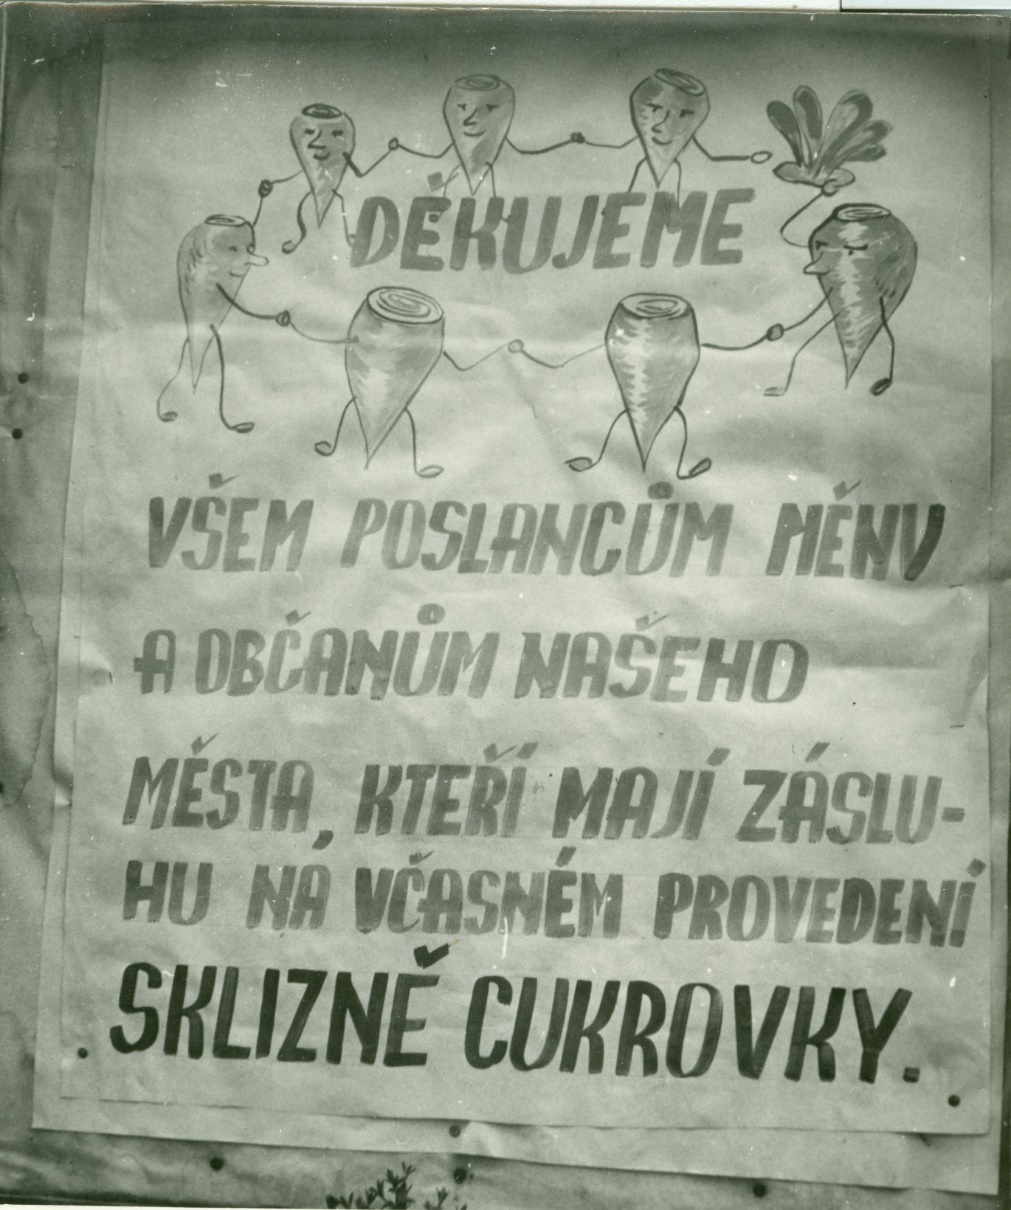 DĚKUJEME
VŠEM POSLANCŮM MĚNV
A OBČANŮM NAŠEHO
MĚSTA, KTEŘÍ MAJÍ ZÁSLU-
HU NA VČASNÉM PROVEDENÍ
SKLIZNĚ CUKROVKY.